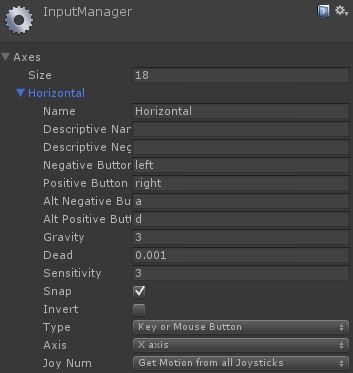 InputManager
Axes
Size 18
Horizontal
Name Horizontal
Descriptive Nar
Descriptive Neg
Negative Button left
Positive Button right
Alt Negative Bu a
Alt Positive Butt d
Gravity 3
Dead 0.001
Sensitivity 3
Snap
Invert
Type Key or Mouse Button
Axis X axis
Joy Num Get Motion from all Joysticks